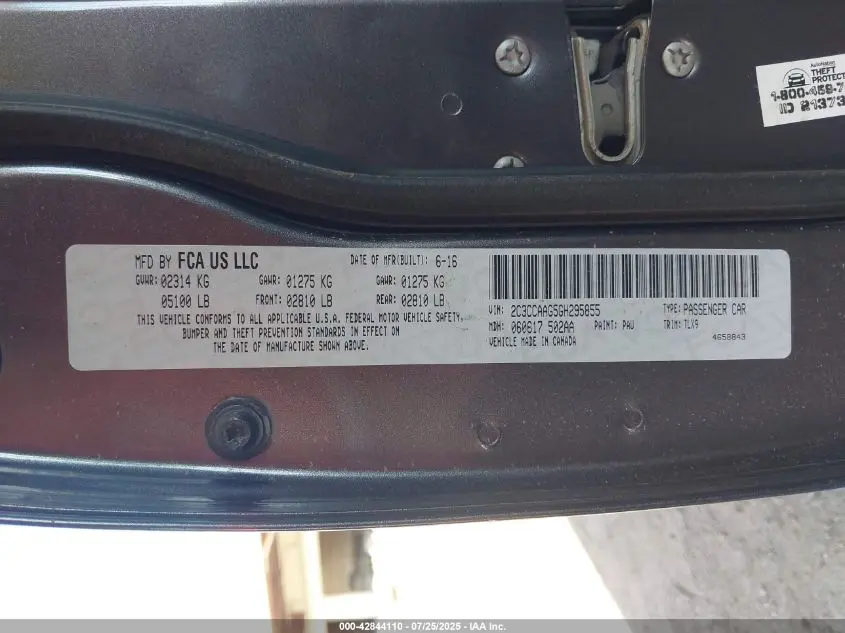 AutoNation
THEFT
PROTECT
1-800-458-7
ID 81373
MFD BY FCA US LLC
DATE OF MFR(BUILT): 6-16
GVWR: 02314 KG
GAWR: 01275 KG
GAWR: 01275 KG
05100 LB
FRONT: 02810 LB
REAR: 02810 LB
THIS VEHICLE CONFORMS TO ALL APPLICABLE U.S.A. FEDERAL MOTOR VEHICLE SAFETY,
BUMPER AND THEFT PREVENTION STANDARDS IN EFFECT ON
THE DATE OF MANUFACTURE SHOWN ABOVE.
VIN: 2C3CCAAG5GH295855
TYPE: PASSENGER CAR
MDH: 060617 502AA
PAINT: PAU
TRIM: TLX9
VEHICLE MADE IN CANADA
4658843
000-42844110 - 07/25/2025 - IAA Inc.